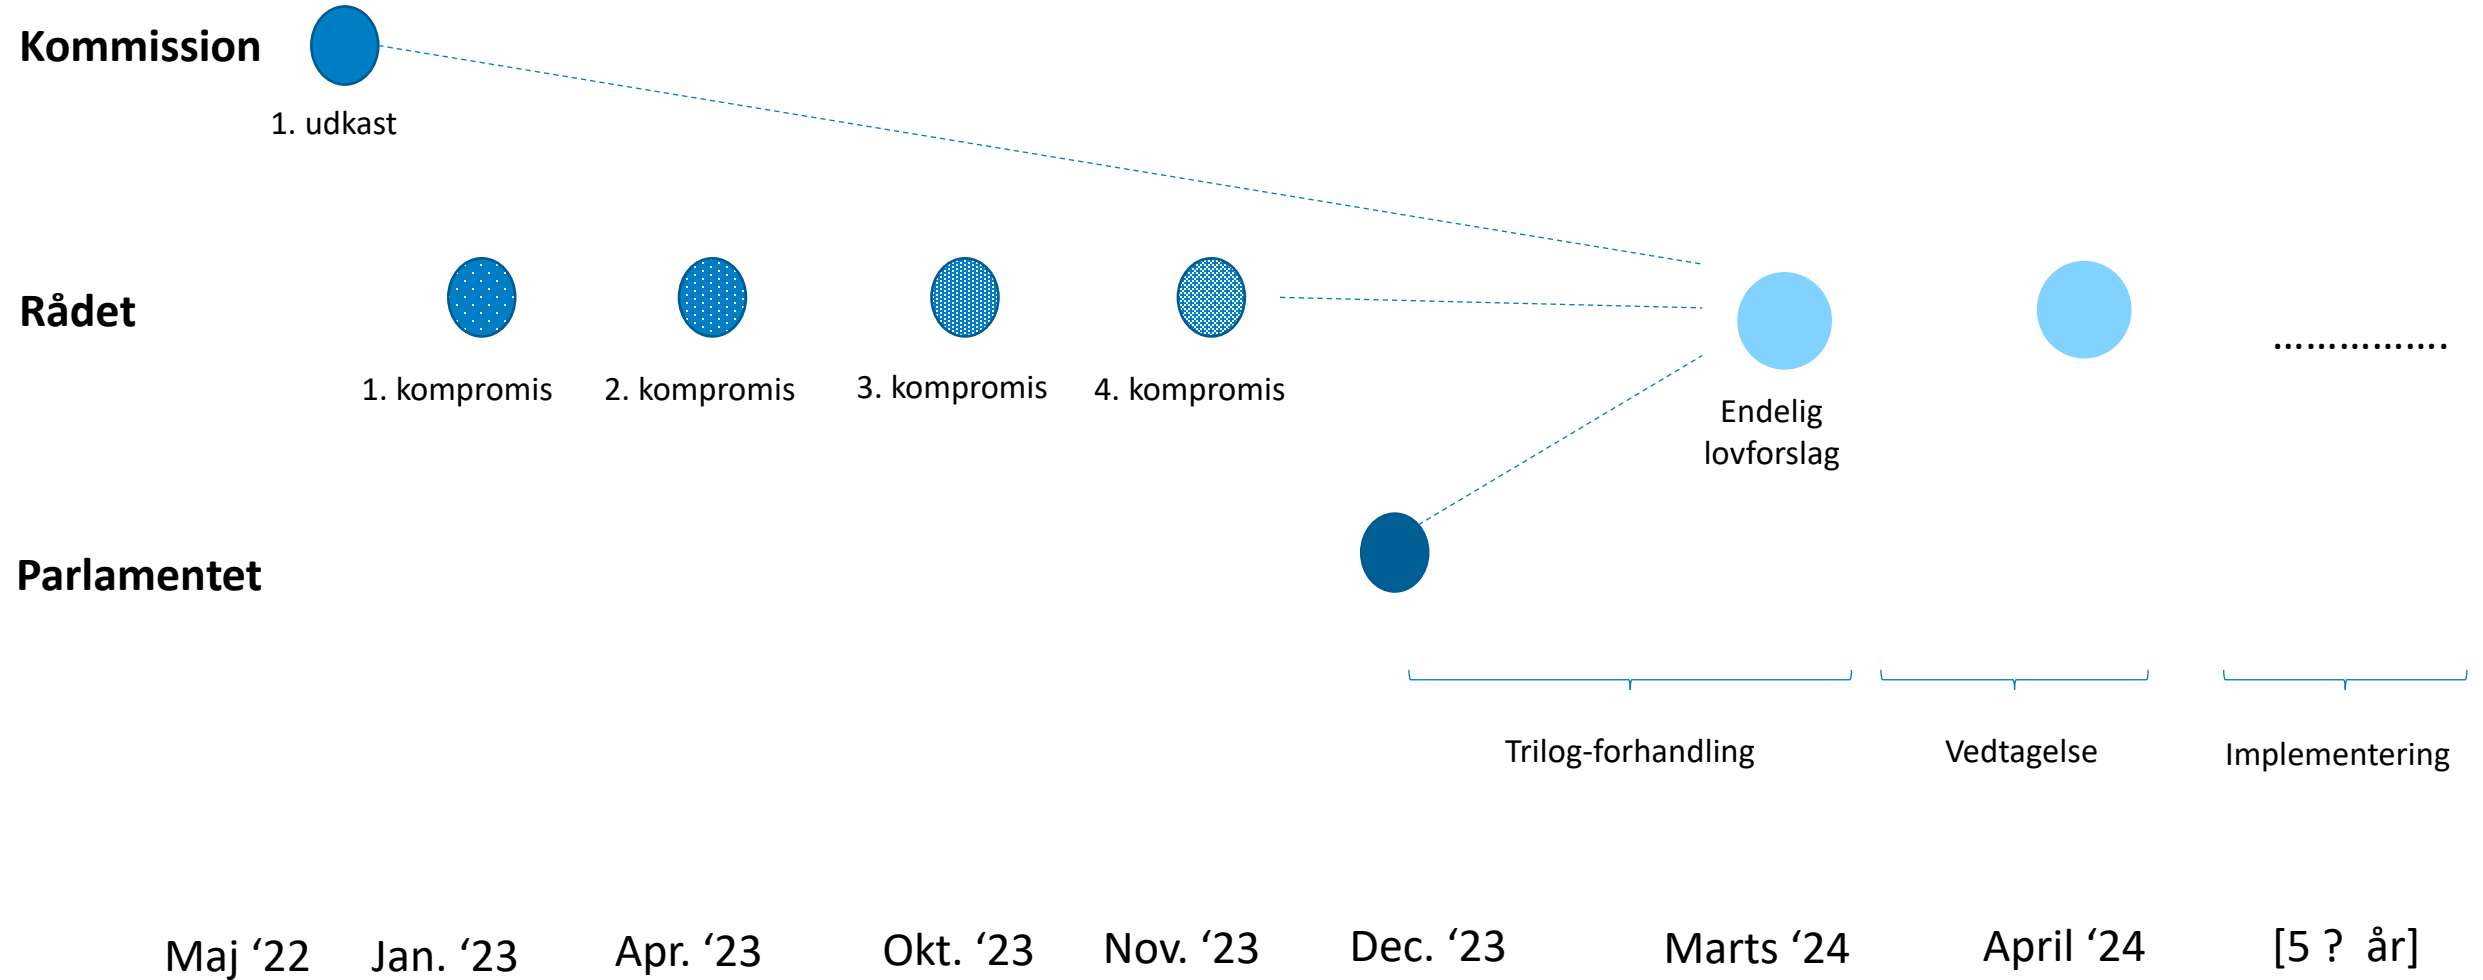 Kommission
1. udkast
Rådet
1. kompromis
2. kompromis
3. kompromis
4. kompromis
Endelig
lovforslag
…………….
Parlamentet
Trilog-forhandling
Vedtagelse
Implementering
Maj ‘22
Jan. ‘23
Apr. ‘23
Okt. ‘23
Nov. ‘23
Dec. ‘23
Marts ‘24
April ‘24
[5 ? år]